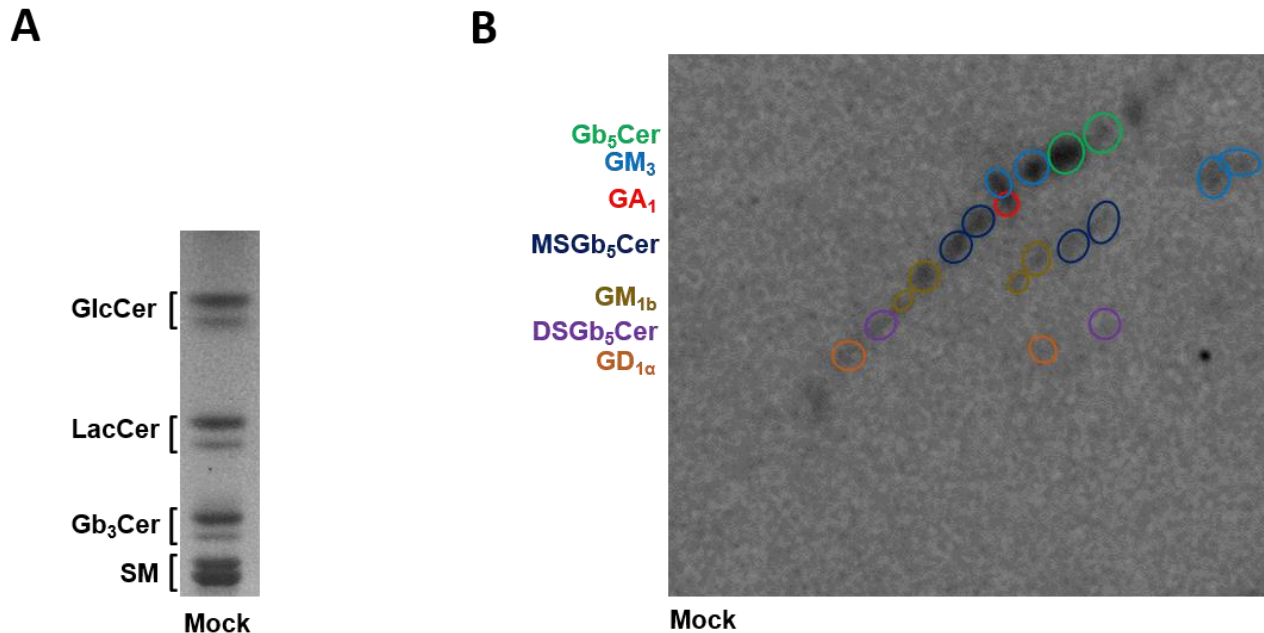 A
B
GlcCer
LacCer
Gb₃Cer
SM
Mock
Gb₅Cer
GM₃
GA₁
MSGb₅Cer
GM₁b
DSGb₅Cer
GD₁α
Mock